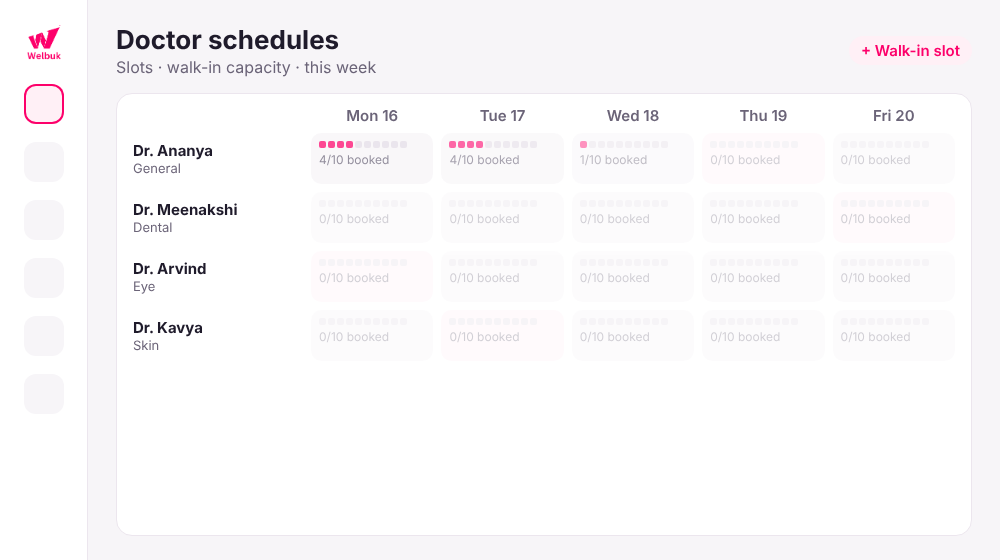 Welbuk
Doctor schedules
Slots · walk-in capacity · this week
+ Walk-in slot
Mon 16 Tue 17 Wed 18 Thu 19 Fri 20
Dr. Ananya
General
4/10 booked 4/10 booked 1/10 booked 0/10 booked 0/10 booked
Dr. Meenakshi
Dental
0/10 booked 0/10 booked 0/10 booked 0/10 booked 0/10 booked
Dr. Arvind
Eye
0/10 booked 0/10 booked 0/10 booked 0/10 booked 0/10 booked
Dr. Kavya
Skin
0/10 booked 0/10 booked 0/10 booked 0/10 booked 0/10 booked